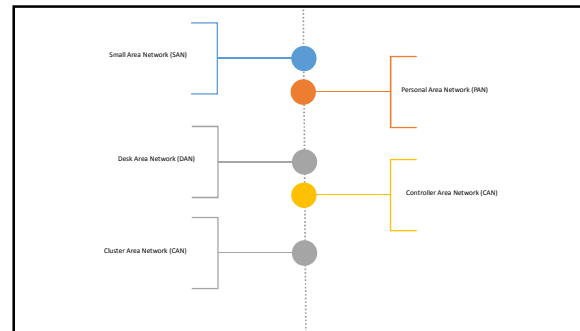 Small Area Network (SAN)
Personal Area Network (PAN)
Desk Area Network (DAN)
Controller Area Network (CAN)
Cluster Area Network (CAN)